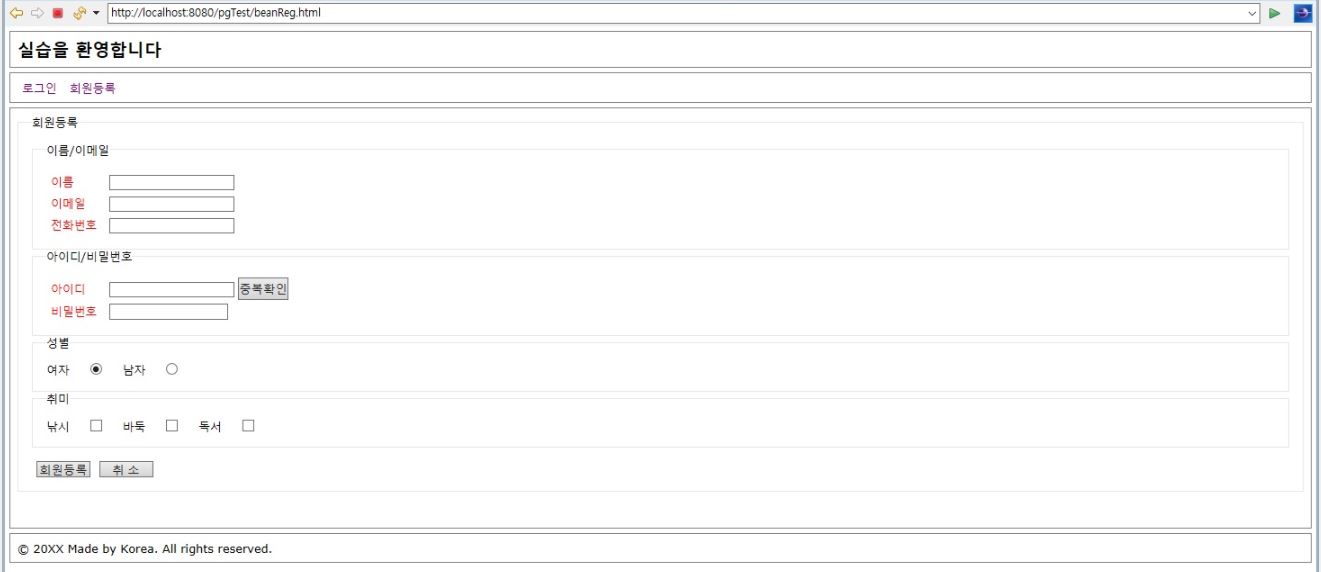 http://localhost:8080/pgTest/beanReg.html
실습을 환영합니다
로그인 회원등록
회원등록
이름/이메일
이름
이메일
전화번호
아이디/비밀번호
아이디 중복확인
비밀번호
성별
여자 남자
취미
낚시 바둑 독서
회원등록 취 소
© 20XX Made by Korea. All rights reserved.